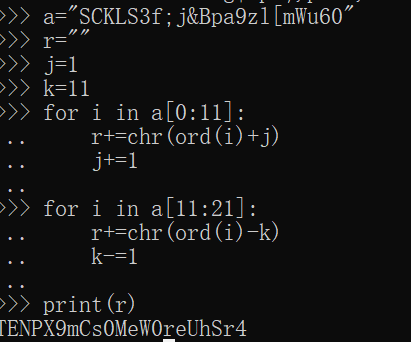 >>> a="SCKLS3f;j&Bpa9zl[mWu60"
>>> r=""
>>> j=1
>>> k=11
>>> for i in a[0:11]:
..     r+=chr(ord(i)+j)
..     j+=1
..
>>> for i in a[11:21]:
..     r+=chr(ord(i)-k)
..     k-=1
..
>>> print(r)
TENPX9mCs0MeW0reUhSr4